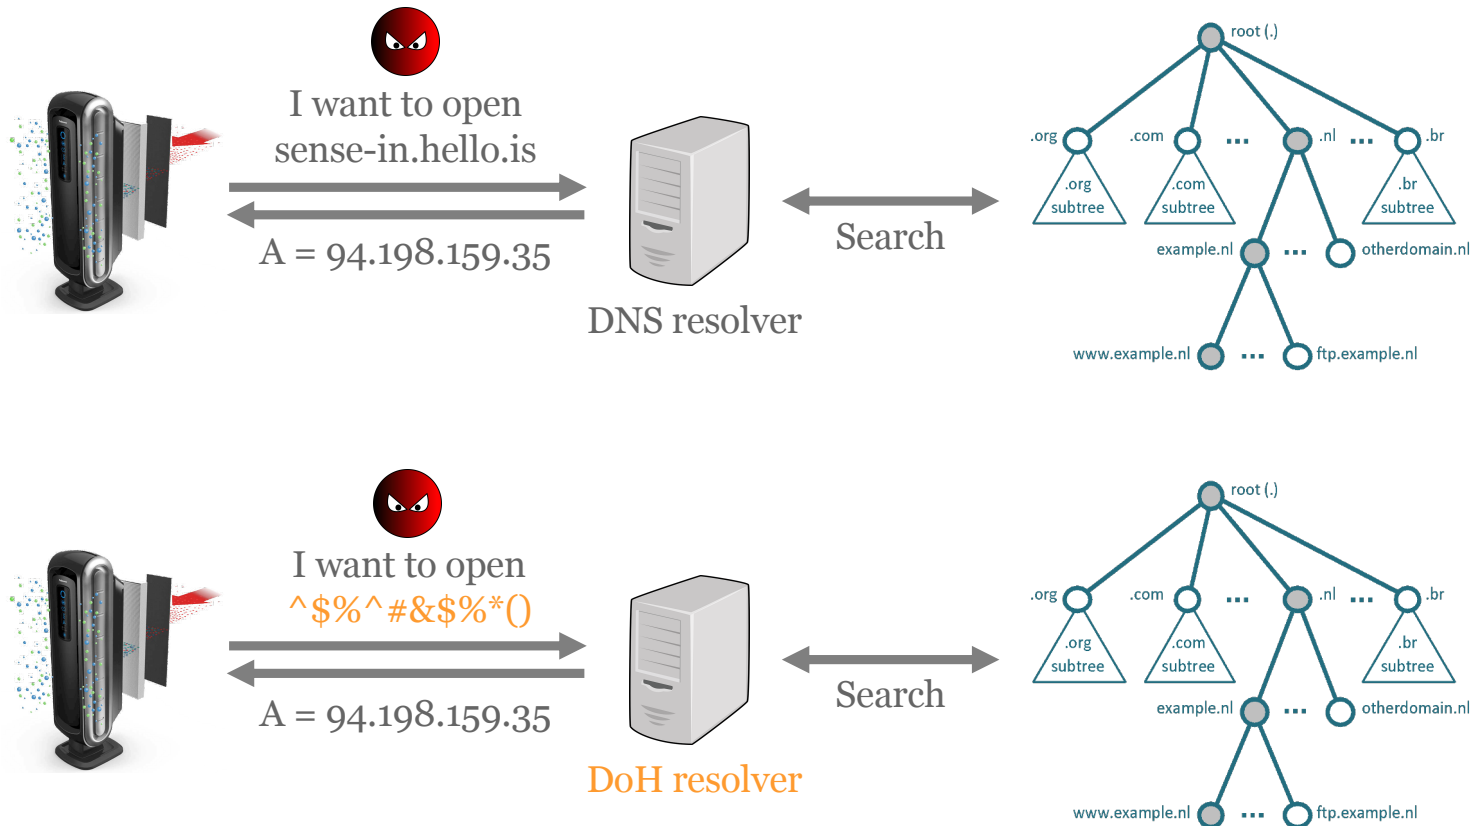 I want to open
sense-in.hello.is
A = 94.198.159.35
DNS resolver
Search
root (.)
.org
.com
...
.nl
...
.br
.org
subtree
.com
subtree
.br
subtree
example.nl
...
otherdomain.nl
www.example.nl
...
ftp.example.nl
I want to open
^$%^#&$%*()
A = 94.198.159.35
DoH resolver
Search
root (.)
.org
.com
...
.nl
...
.br
.org
subtree
.com
subtree
.br
subtree
example.nl
...
otherdomain.nl
www.example.nl
...
ftp.example.nl